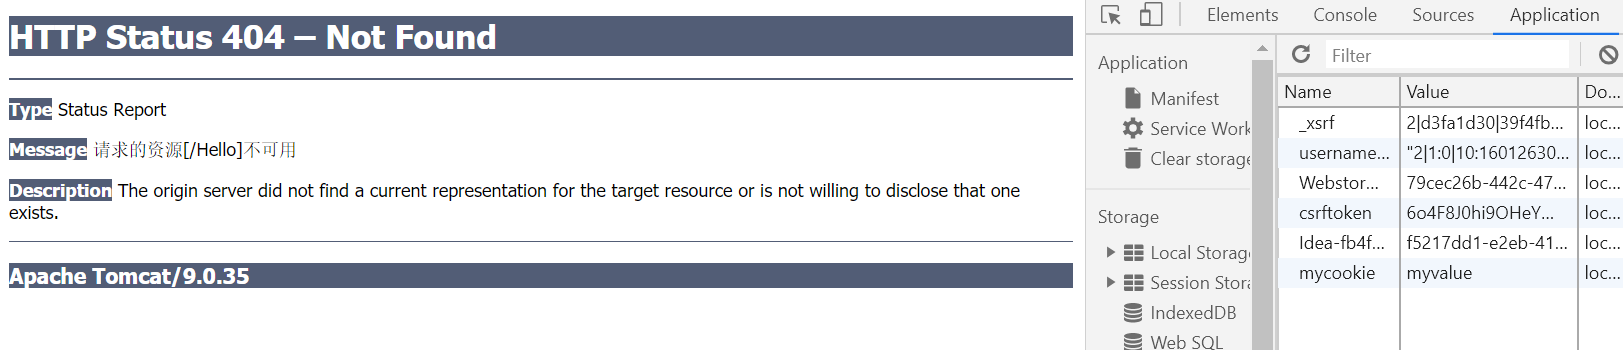 HTTP Status 404 – Not Found
Type Status Report
Message 请求的资源[/Hello]不可用
Description The origin server did not find a current representation for the target resource or is not willing to disclose that one
exists.
Apache Tomcat/9.0.35
Elements Console Sources Application
Application
Manifest
Service Work
Clear storage
Storage
Local Storag
Session Stora
IndexedDB
Web SQL
Filter
Name Value Do...
_xsrf 2|d3fa1d30|39f4fb... loc...
username... "2|1:0|10:16012630... loc...
Webstor... 79cec26b-442c-47... loc...
csrftoken 6o4F8J0hi9OHeY... loc...
Idea-fb4f... f5217dd1-e2eb-41... loc...
mycookie myvalue loc...